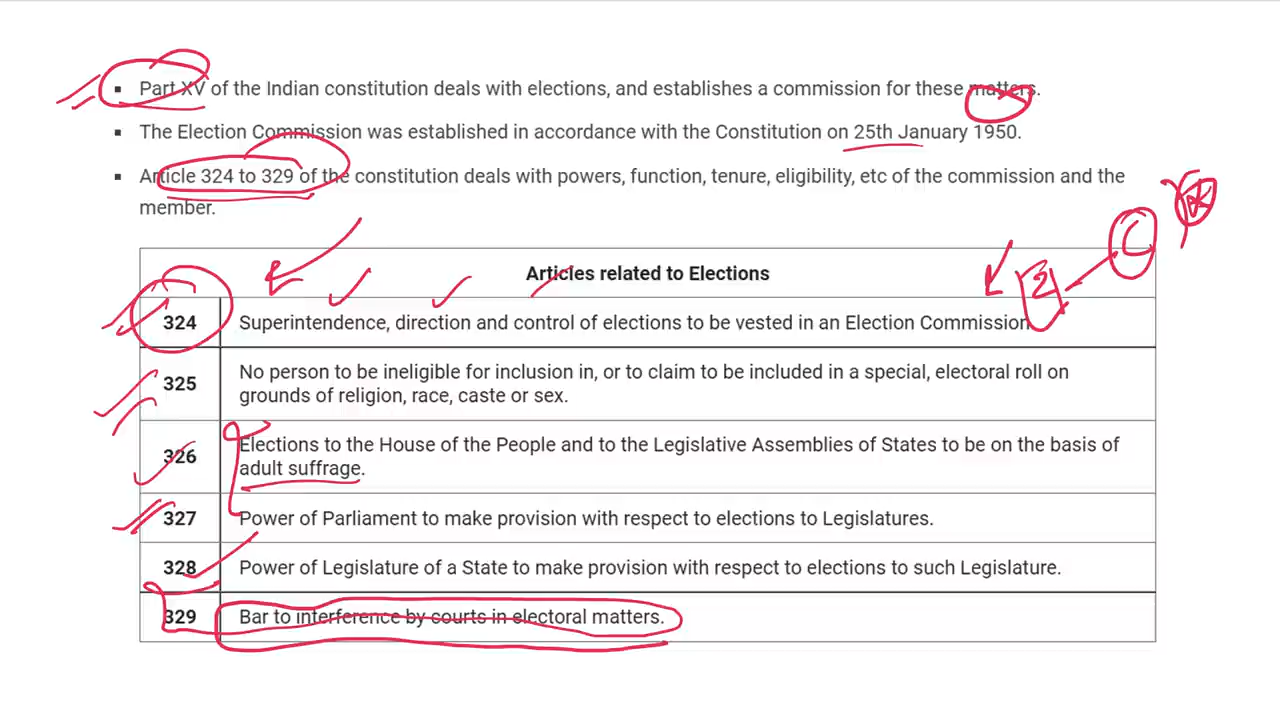 ▪ Part XV of the Indian constitution deals with elections, and establishes a commission for these matters.
▪ The Election Commission was established in accordance with the Constitution on 25th January 1950.
▪ Article 324 to 329 of the constitution deals with powers, function, tenure, eligibility, etc of the commission and the
member.
Articles related to Elections
324 Superintendence, direction and control of elections to be vested in an Election Commission
325 No person to be ineligible for inclusion in, or to claim to be included in a special, electoral roll on
grounds of religion, race, caste or sex.
326 Elections to the House of the People and to the Legislative Assemblies of States to be on the basis of
adult suffrage.
327 Power of Parliament to make provision with respect to elections to Legislatures.
328 Power of Legislature of a State to make provision with respect to elections to such Legislature.
329 Bar to interference by courts in electoral matters.